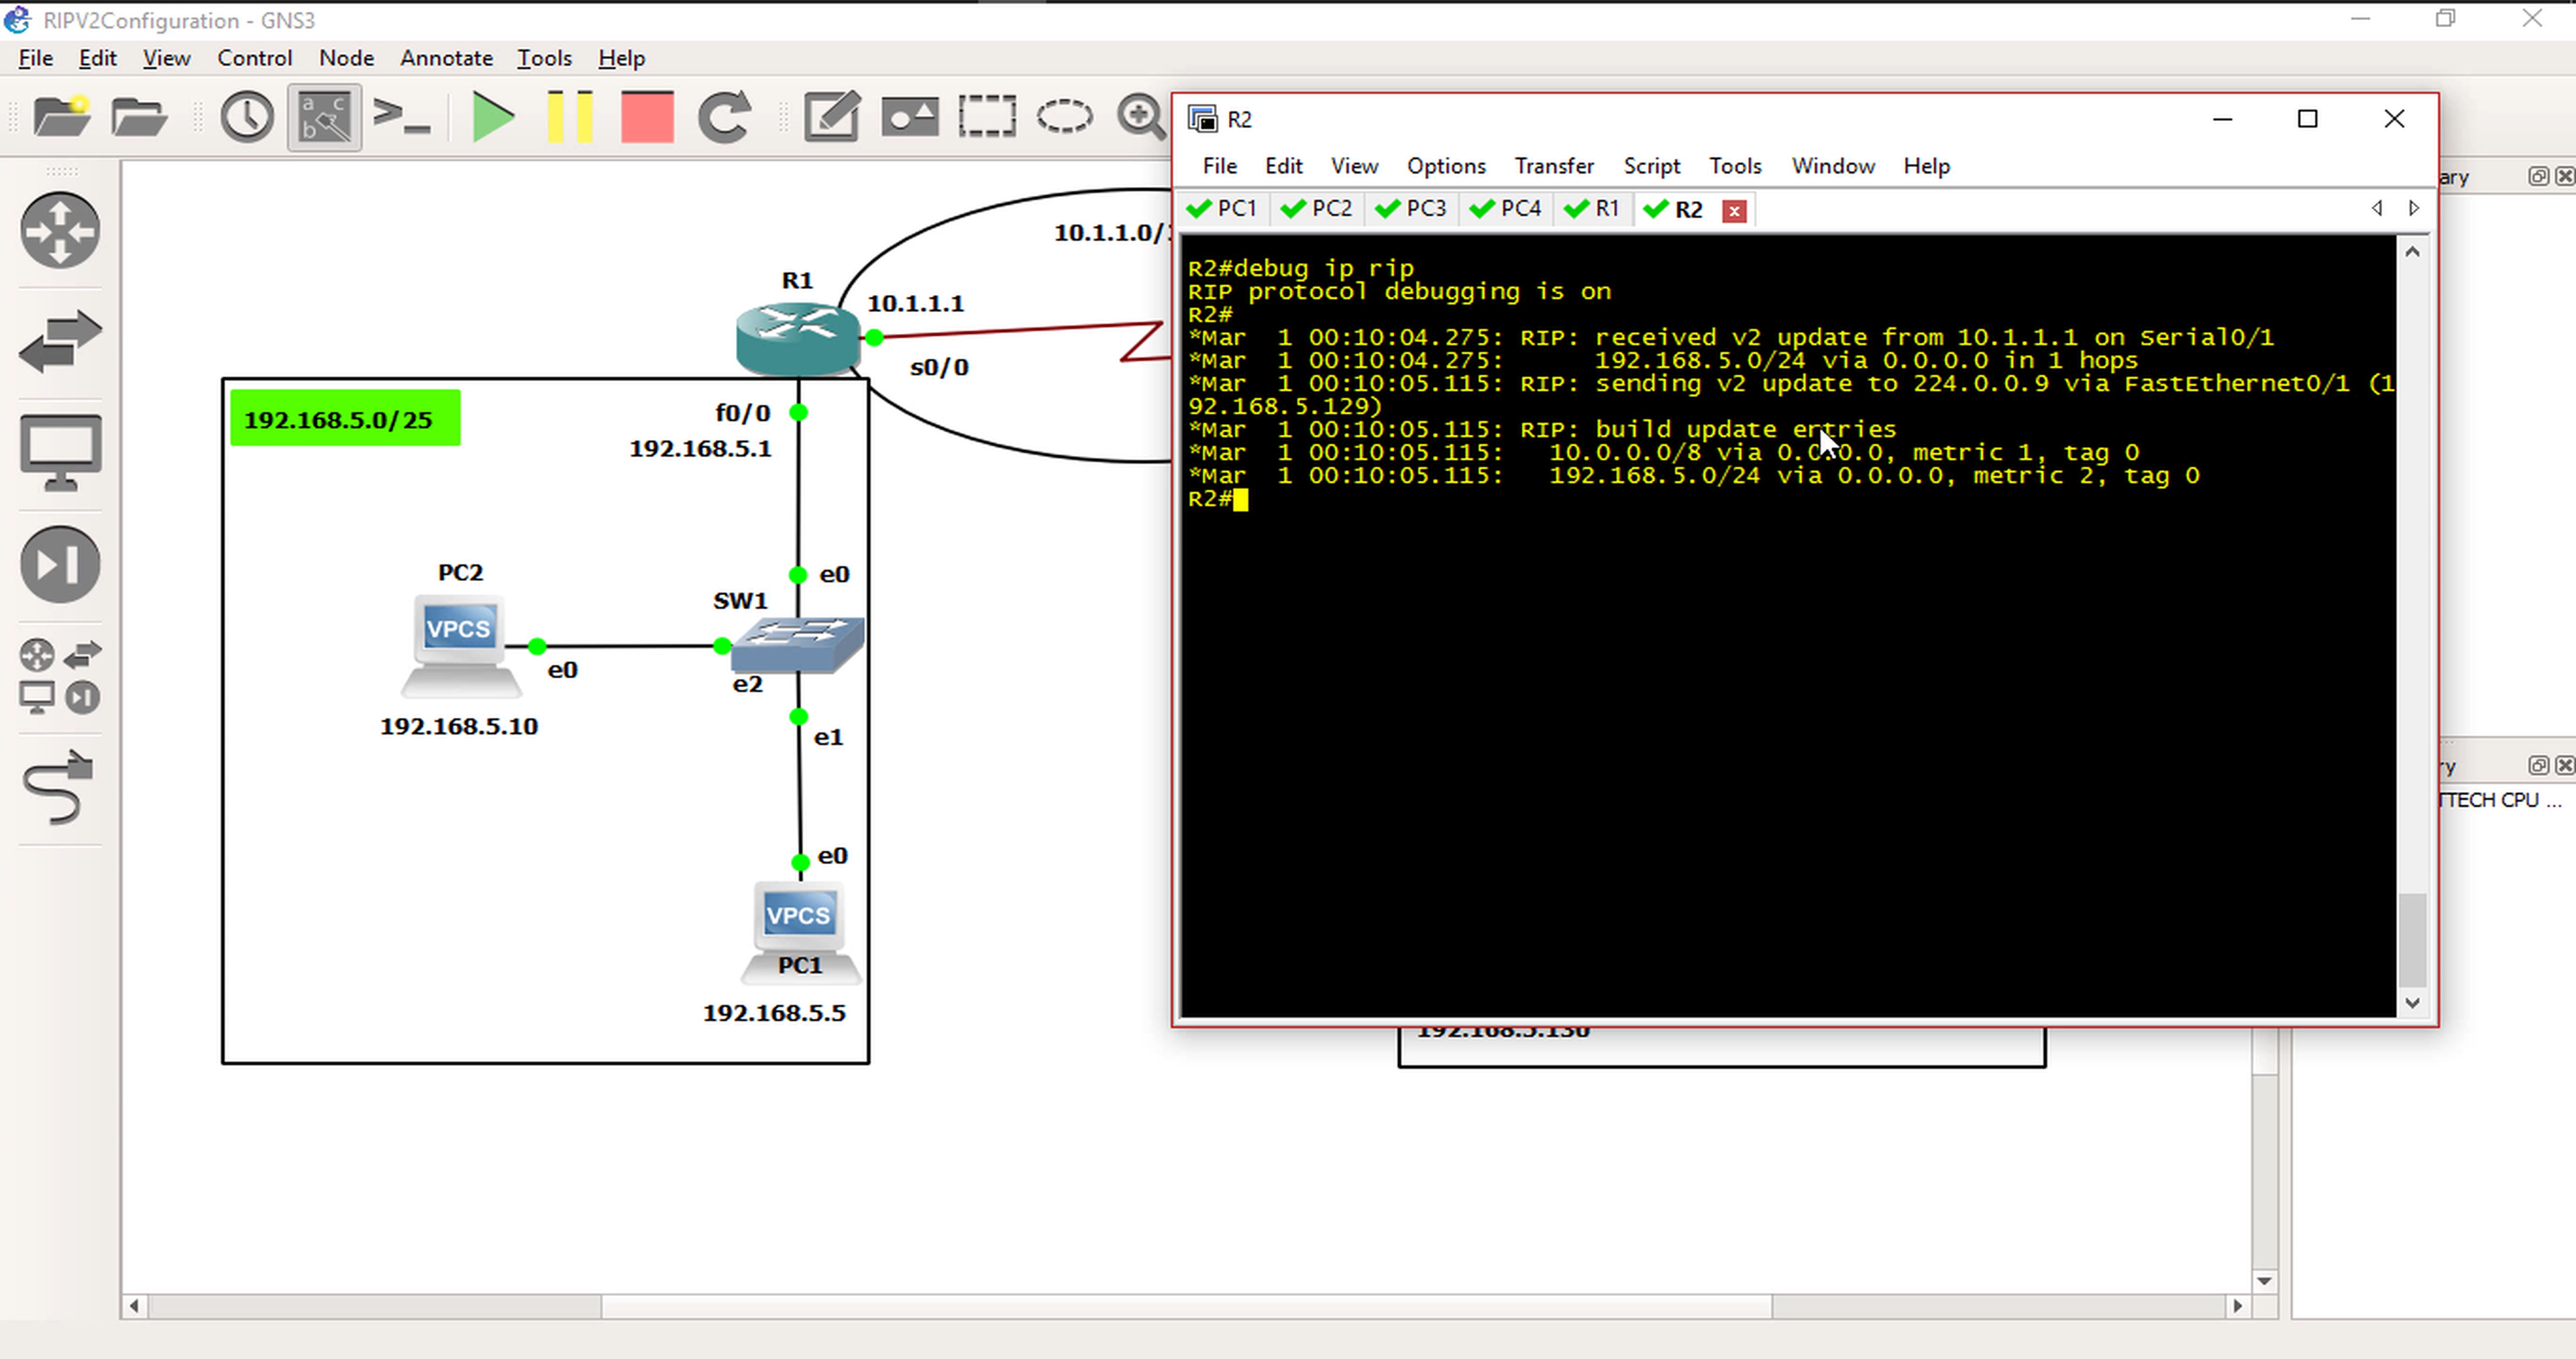 RIPV2Configuration - GNS3
File Edit View Control Node Annotate Tools Help
R1
10.1.1.0/
10.1.1.1
s0/0
192.168.5.0/25
f0/0
192.168.5.1
e0
PC2
SW1
VPCS
e0
e2
192.168.5.10
e1
e0
VPCS
PC1
192.168.5.5
R2
File Edit View Options Transfer Script Tools Window Help
PC1 PC2 PC3 PC4 R1 R2
R2#debug ip rip
RIP protocol debugging is on
R2#
*Mar  1 00:10:04.275: RIP: received v2 update from 10.1.1.1 on Serial0/1
*Mar  1 00:10:04.275:      192.168.5.0/24 via 0.0.0.0 in 1 hops
*Mar  1 00:10:05.115: RIP: sending v2 update to 224.0.0.9 via FastEthernet0/1 (1
92.168.5.129)
*Mar  1 00:10:05.115: RIP: build update entries
*Mar  1 00:10:05.115:   10.0.0.0/8 via 0.0.0.0, metric 1, tag 0
*Mar  1 00:10:05.115:   192.168.5.0/24 via 0.0.0.0, metric 2, tag 0
R2#
192.168.5.130
ary
ry
TTECH CPU ...